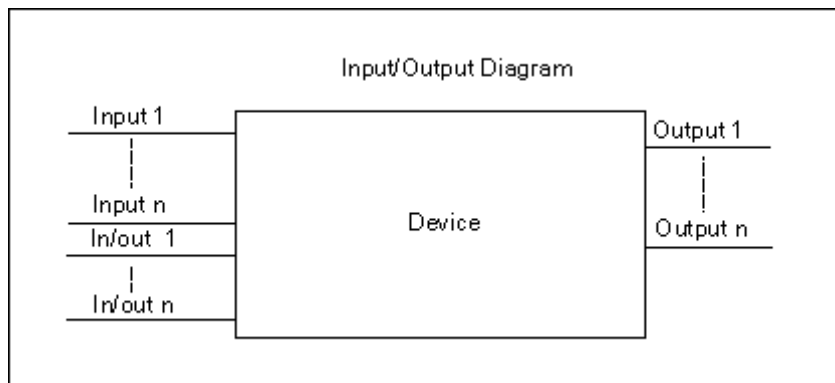 Input/Output Diagram
Input 1
Input n
In/out 1
In/out n
Device
Output 1
Output n